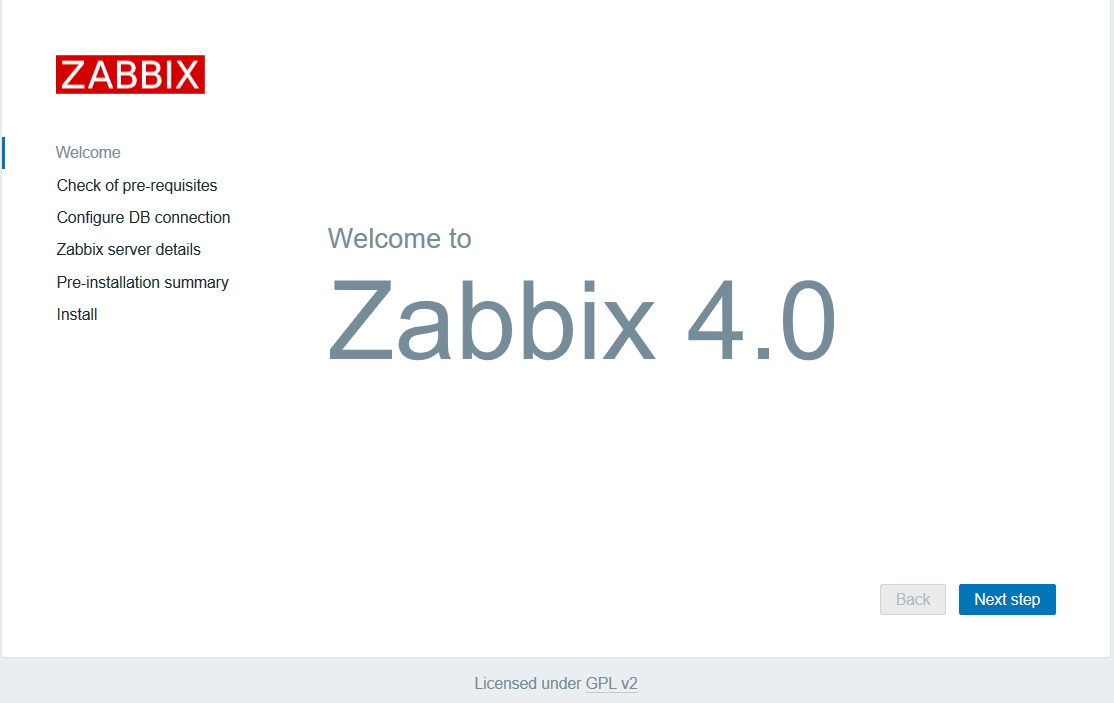 ZABBIX
Welcome
Check of pre-requisites
Configure DB connection
Zabbix server details
Pre-installation summary
Install
Welcome to
Zabbix 4.0
Back
Next step
Licensed under GPL v2